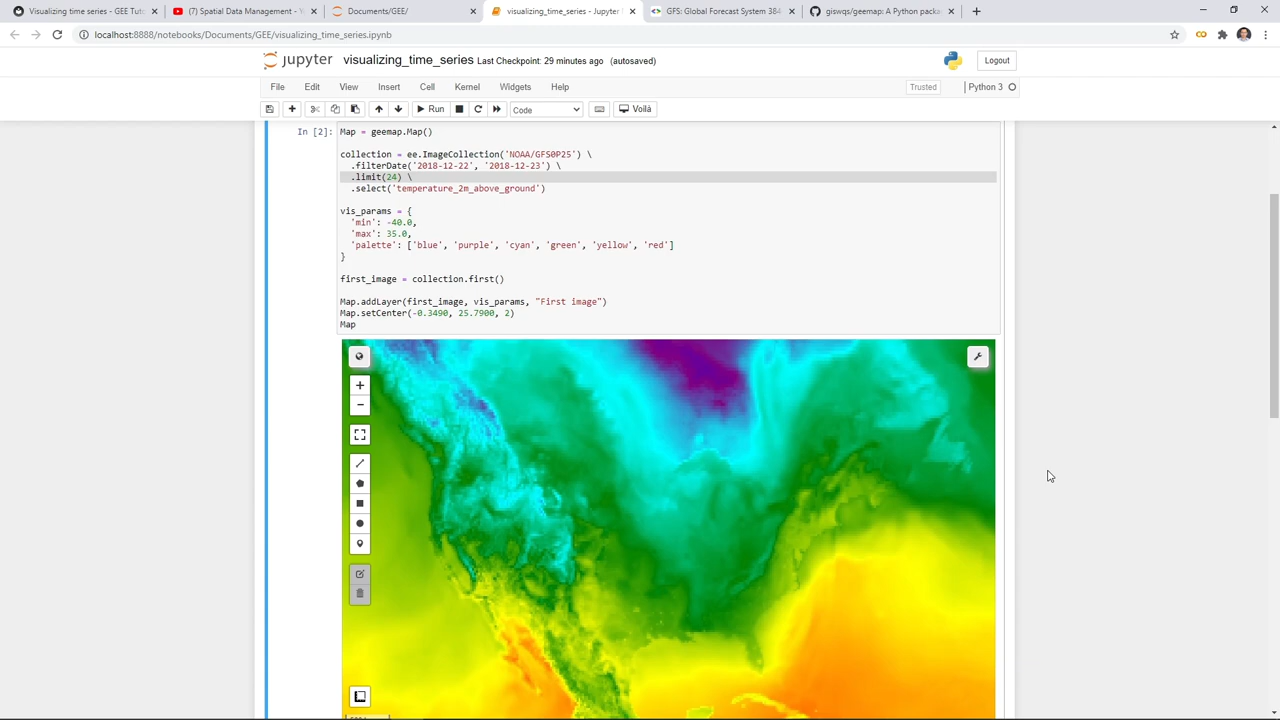 Visualizing time series - GEE Tuto
(7) Spatial Data Management - Y
Documents/GEE/
visualizing_time_series - Jupyter
GFS: Global Forecast System 384
giswqs/geemap: A Python packa
localhost:8888/notebooks/Documents/GEE/visualizing_time_series.ipynb
jupyter visualizing_time_series Last Checkpoint: 29 minutes ago (autosaved)
Logout
File Edit View Insert Cell Kernel Widgets Help
Trusted
Python 3
Run
Code
Voilà
In [2]:
Map = geemap.Map()
collection = ee.ImageCollection('NOAA/GFS0P25') \
.filterDate('2018-12-22', '2018-12-23') \
.limit(24) \
.select('temperature_2m_above_ground')
vis_params = {
'min': -40.0,
'max': 35.0,
'palette': ['blue', 'purple', 'cyan', 'green', 'yellow', 'red']
}
first_image = collection.first()
Map.addLayer(first_image, vis_params, "First image")
Map.setCenter(-0.3490, 25.7900, 2)
Map